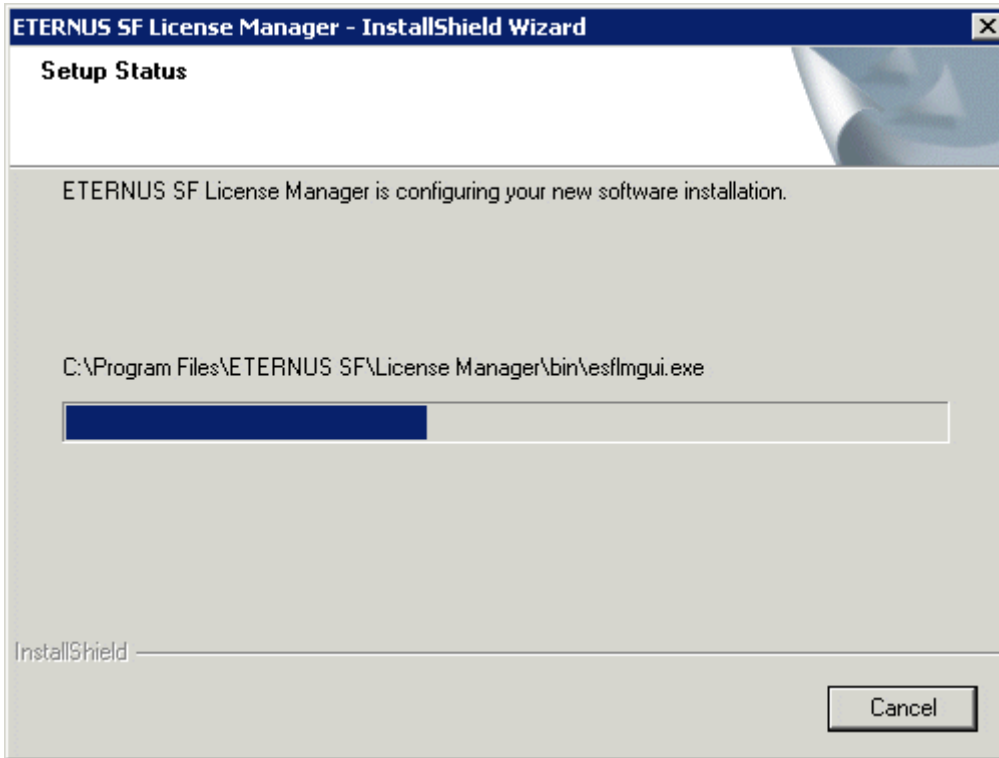 ETERNUS SF License Manager - InstallShield Wizard
Setup Status
ETERNUS SF License Manager is configuring your new software installation.
C:\Program Files\ETERNUS SF\License Manager\bin\esflmgui.exe
InstallShield
Cancel